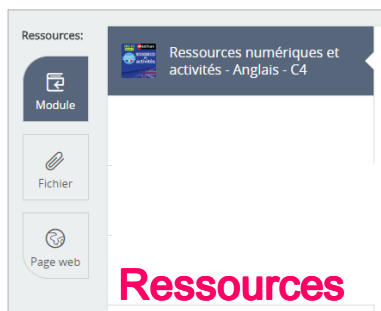 Ressources:
Module
Fichier
Page web
Ressources numériques et
activités - Anglais - C4
Ressources